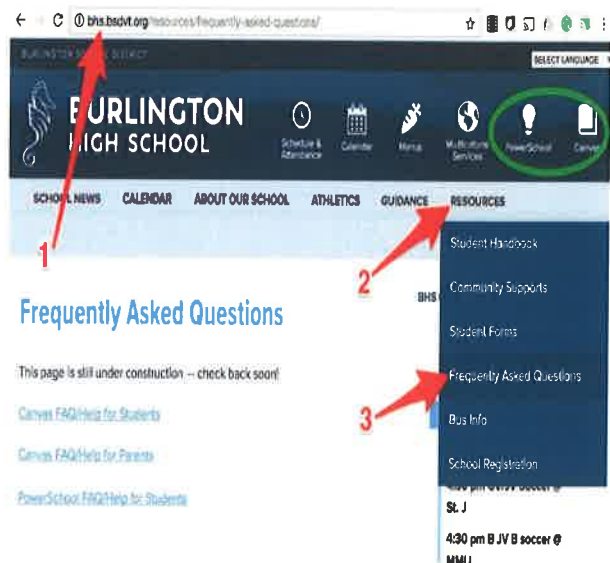 bhs.bsdvt.org/resources/frequently-asked-questions/
BURLINGTON SCHOOL DISTRICT
SELECT LANGUAGE
BURLINGTON
HIGH SCHOOL
Schedule &
Attendance
Calendar
Menus
Multilingual
Services
PowerSchool
Canvas
SCHOOL NEWS
CALENDAR
ABOUT OUR SCHOOL
ATHLETICS
GUIDANCE
RESOURCES
1
2
Student Handbook
Community Supports
Student Forms
Frequently Asked Questions
Bus Info
School Registration
BHS
Frequently Asked Questions
This page is still under construction -- check back soon!
3
Canvas FAQ/Help for Students
Canvas FAQ/Help for Parents
PowerSchool FAQ/Help for Students
St. J
4:30 pm B JV B soccer @
MMU